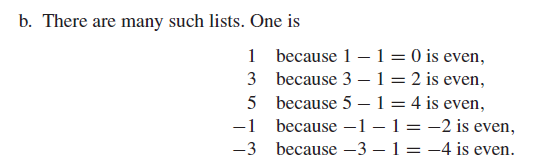 b. There are many such lists. One is
1 because 1 − 1 = 0 is even,
3 because 3 − 1 = 2 is even,
5 because 5 − 1 = 4 is even,
−1 because −1 − 1 = −2 is even,
−3 because −3 − 1 = −4 is even.